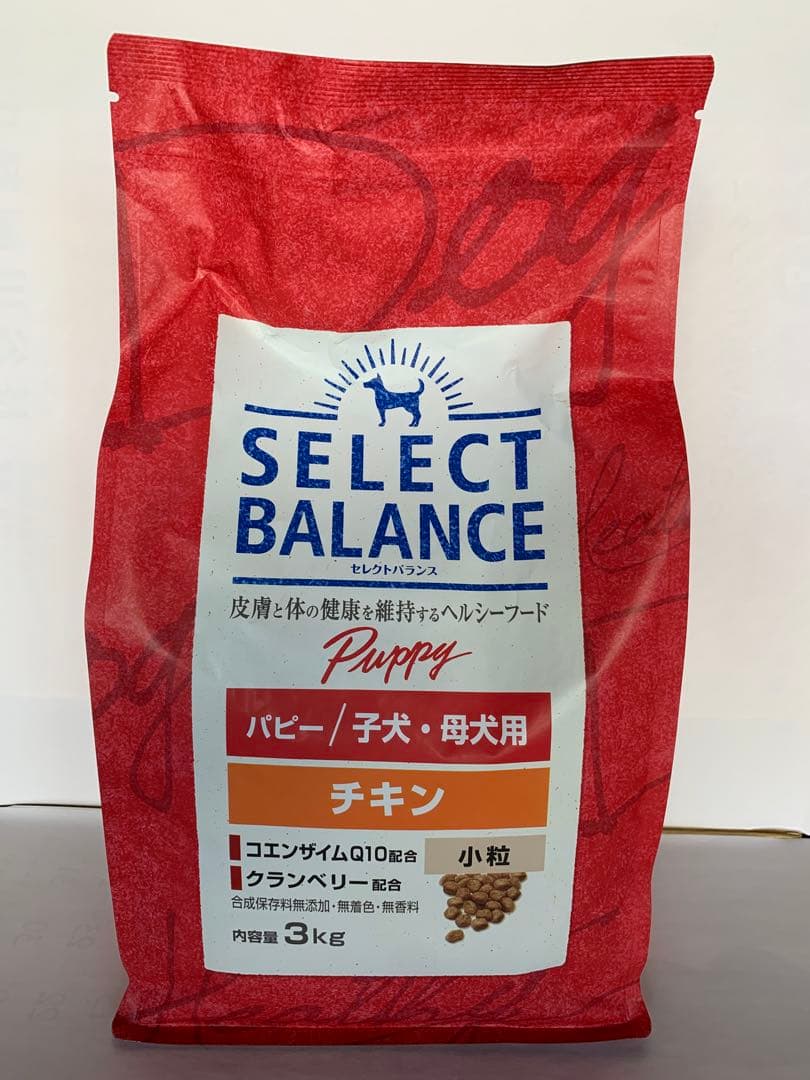 Dog
SELECT
BALANCE
セレクトバランス
皮膚と体の健康を維持するヘルシーフード
Puppy
パピー/子犬・母犬用
チキン
コエンザイムQ10配合
小粒
クランベリー配合
合成保存料無添加・無着色・無香料
内容量 3kg